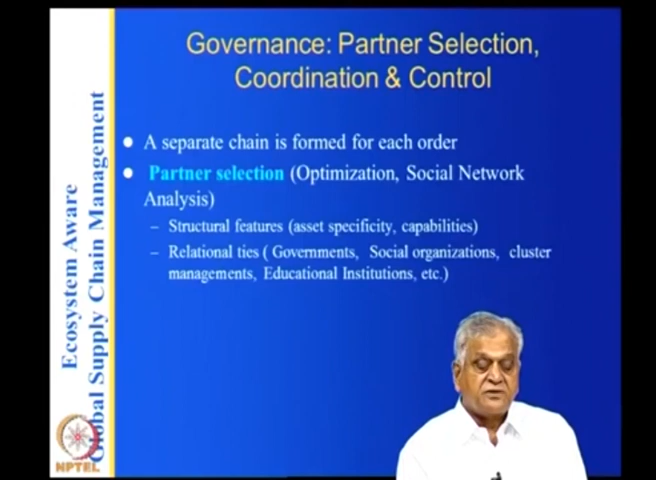 Governance: Partner Selection,
Coordination & Control
A separate chain is formed for each order
Partner selection (Optimization, Social Network
Analysis)
– Structural features (asset specificity, capabilities)
– Relational ties ( Governments, Social organizations, cluster
managements, Educational Institutions, etc.)
Ecosystem Aware
Global Supply Chain Management
NPTEL